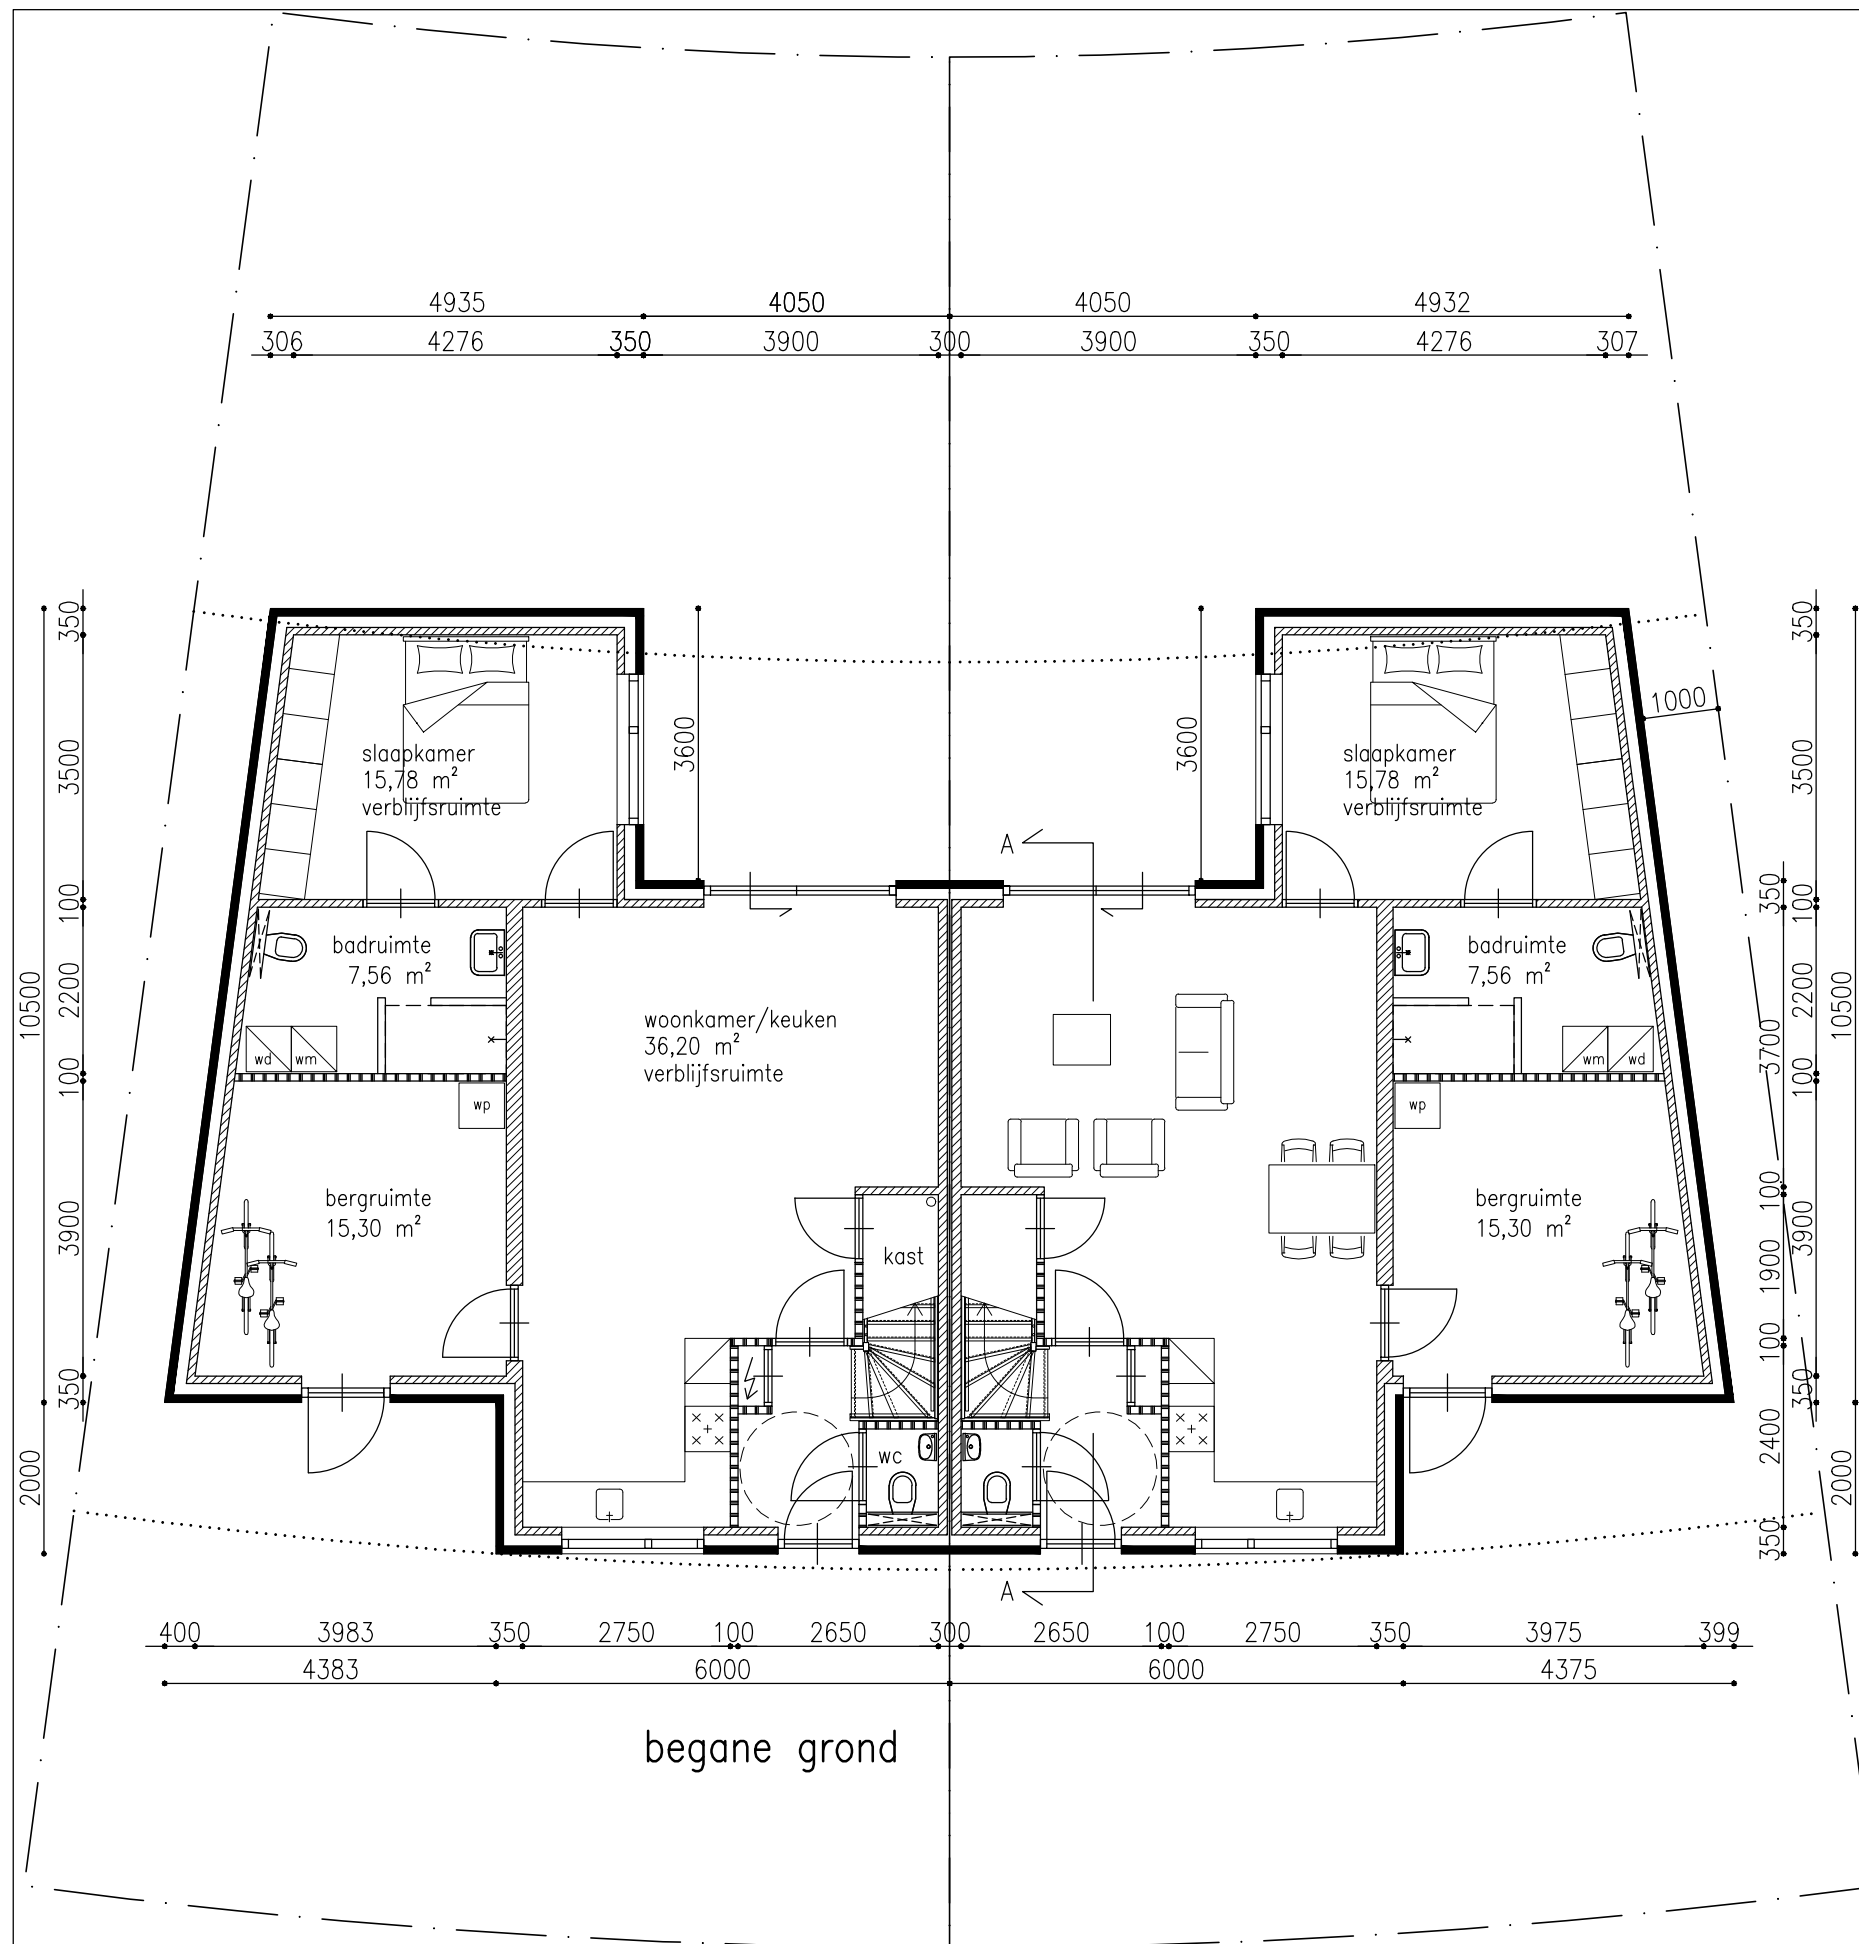 4935 4050 4050 4932
306 4276 350 3900 300 3900 350 4276 307
350
3500
100
2200
100
3900
350
10500
2000
3600
3600
1000
350
3500
100
2200
100
3900
350
10500
2000
350
3700
100
1900
100
2400
350
slaapkamer
15,78 m²
verblijfsruimte
slaapkamer
15,78 m²
verblijfsruimte
A
badruimte
7,56 m²
badruimte
7,56 m²
woonkamer/keuken
36,20 m²
verblijfsruimte
wd wm
wm wd
wp
wp
bergruimte
15,30 m²
bergruimte
15,30 m²
kast
wc
A
400 3983 350 2750 100 2650 300 2650 100 2750 350 3975 399
4383 6000 6000 4375
begane grond